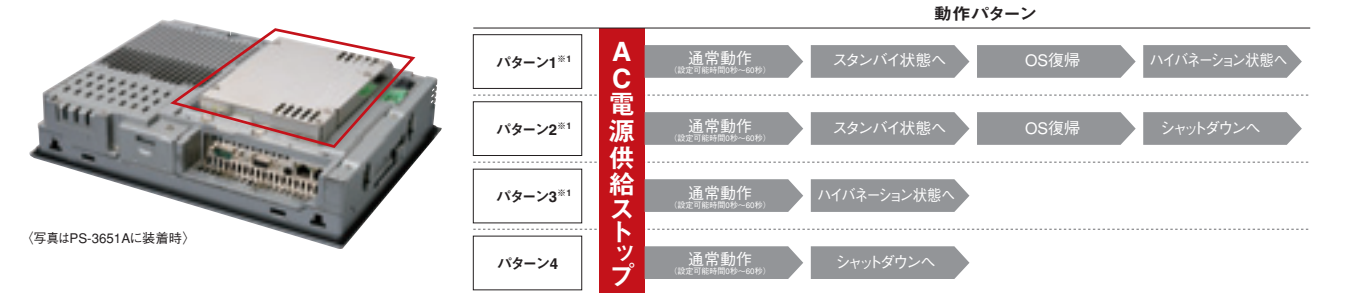 動作パターン
パターン1※1
AC電源供給ストップ
通常動作
(設定可能時間0秒～60秒)
スタンバイ状態へ
OS復帰
ハイバネーション状態へ
パターン2※1
通常動作
(設定可能時間0秒～60秒)
スタンバイ状態へ
OS復帰
シャットダウンへ
パターン3※1
通常動作
(設定可能時間0秒～60秒)
ハイバネーション状態へ
パターン4
通常動作
(設定可能時間0秒～60秒)
シャットダウンへ
〈写真はPS-3651Aに装着時〉